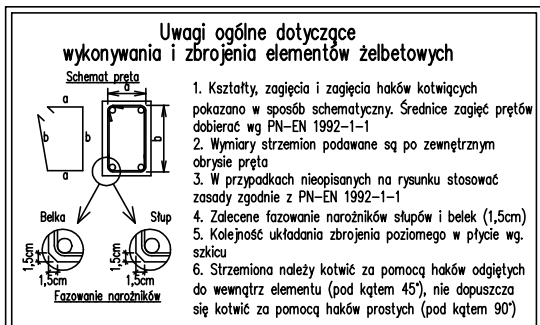 Uwagi ogólne dotyczące
wykonywania i zbrojenia elementów żelbetowych
Schemat pręta
a
a
b
b
a
b
Belka
Słup
1,5cm
1,5cm
1,5cm
1,5cm
Fazowanie narożników
1. Kształty, zagięcia i zagięcia haków kotwiących
pokazano w sposób schematyczny. Średnice zagięć prętów
dobierać wg PN-EN 1992-1-1
2. Wymiary strzemion podawane są po zewnętrznym
obrysie pręta
3. W przypadkach nieopisanych na rysunku stosować
zasady zgodnie z PN-EN 1992-1-1
4. Zalecene fazowanie narożników słupów i belek (1,5cm)
5. Kolejność układania zbrojenia poziomego w płycie wg.
szkicu
6. Strzemiona należy kotwić za pomocą haków odgiętych
do wewnątrz elementu (pod kątem 45°), nie dopuszcza
się kotwić za pomocą haków prostych (pod kątem 90°)